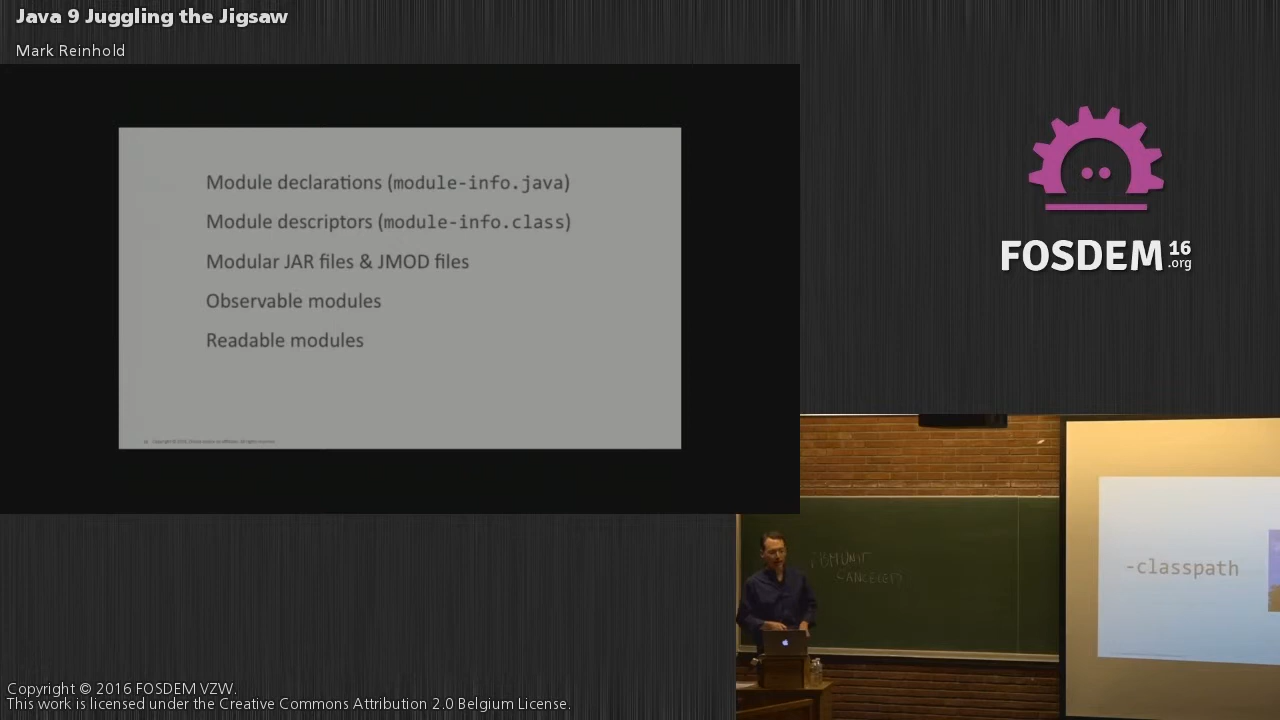 Java 9 Juggling the Jigsaw
Mark Reinhold
Module declarations (module-info.java)
Module descriptors (module-info.class)
Modular JAR files & JMOD files
Observable modules
Readable modules
FOSDEM 16
.org
CANCELED?
-classpath
Copyright © 2016 FOSDEM VZW.
This work is licensed under the Creative Commons Attribution 2.0 Belgium License.